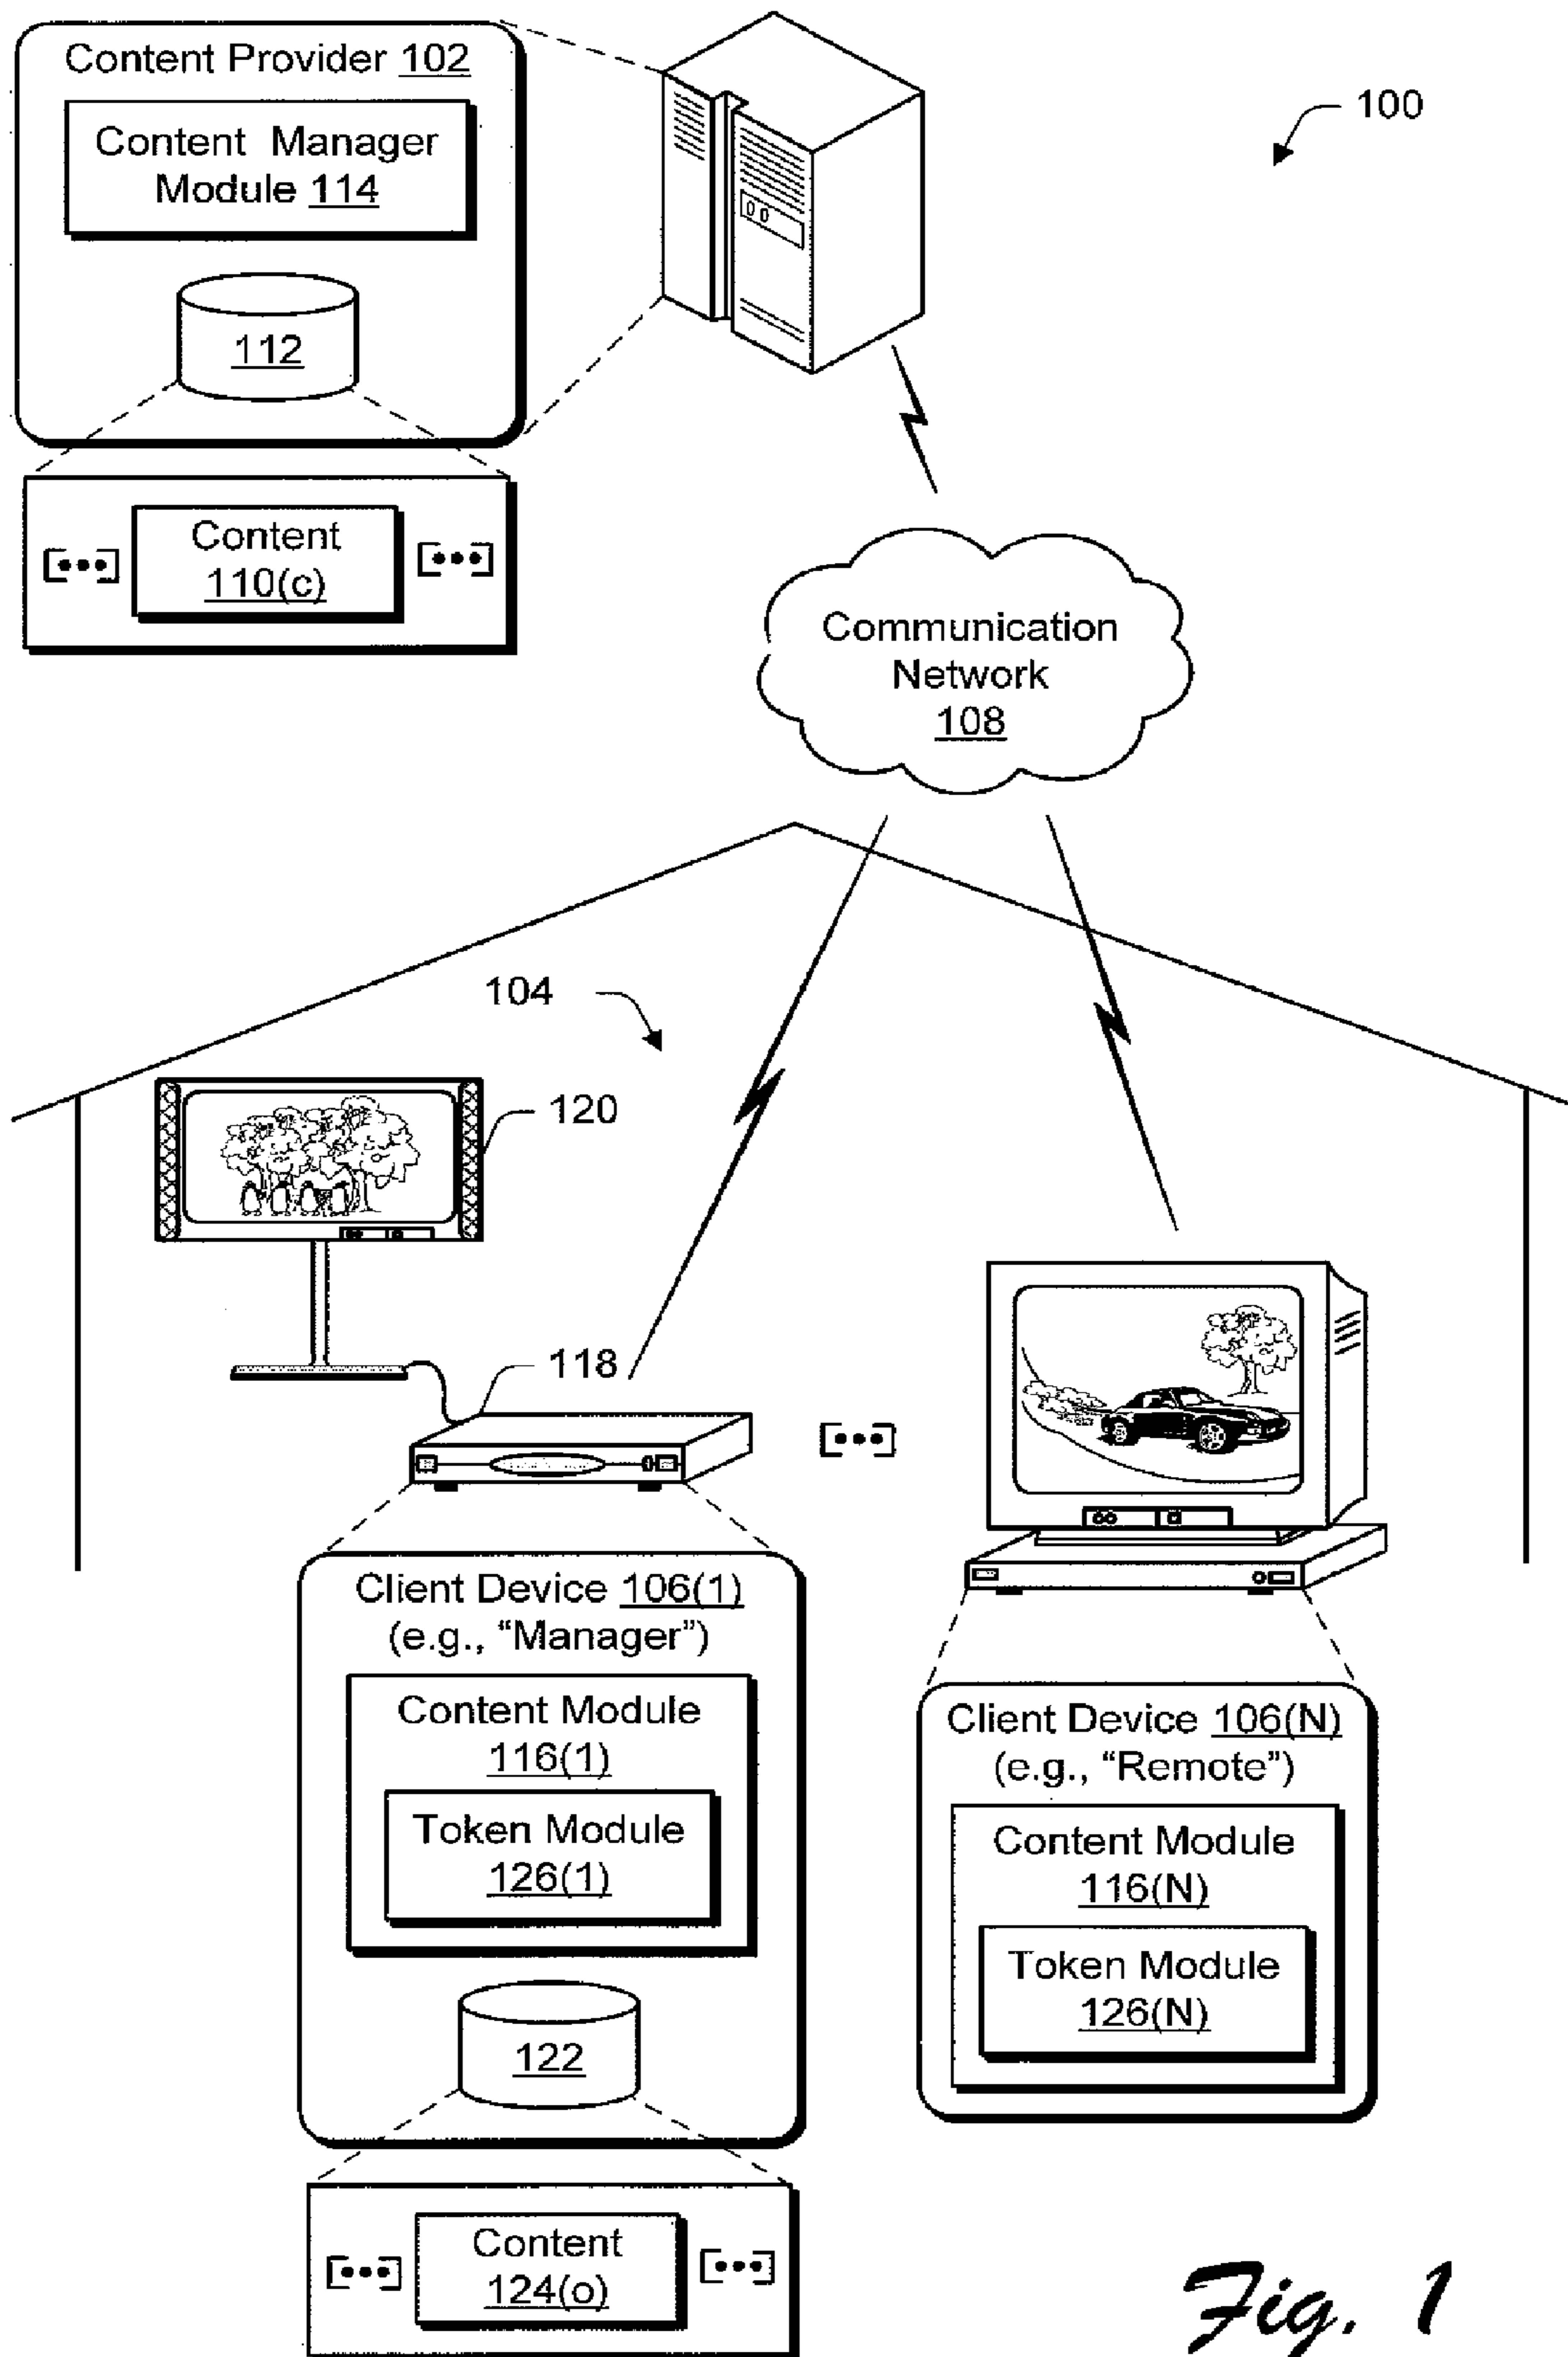 Content Provider 102
Content Manager
Module 114
112
[•••]
Content
110(c)
[•••]
100
Communication
Network
108
104
120
118
[•••]
Client Device 106(1)
(e.g., “Manager”)
Content Module
116(1)
Token Module
126(1)
122
[•••]
Content
124(o)
[•••]
Client Device 106(N)
(e.g., “Remote”)
Content Module
116(N)
Token Module
126(N)
Fig. 1